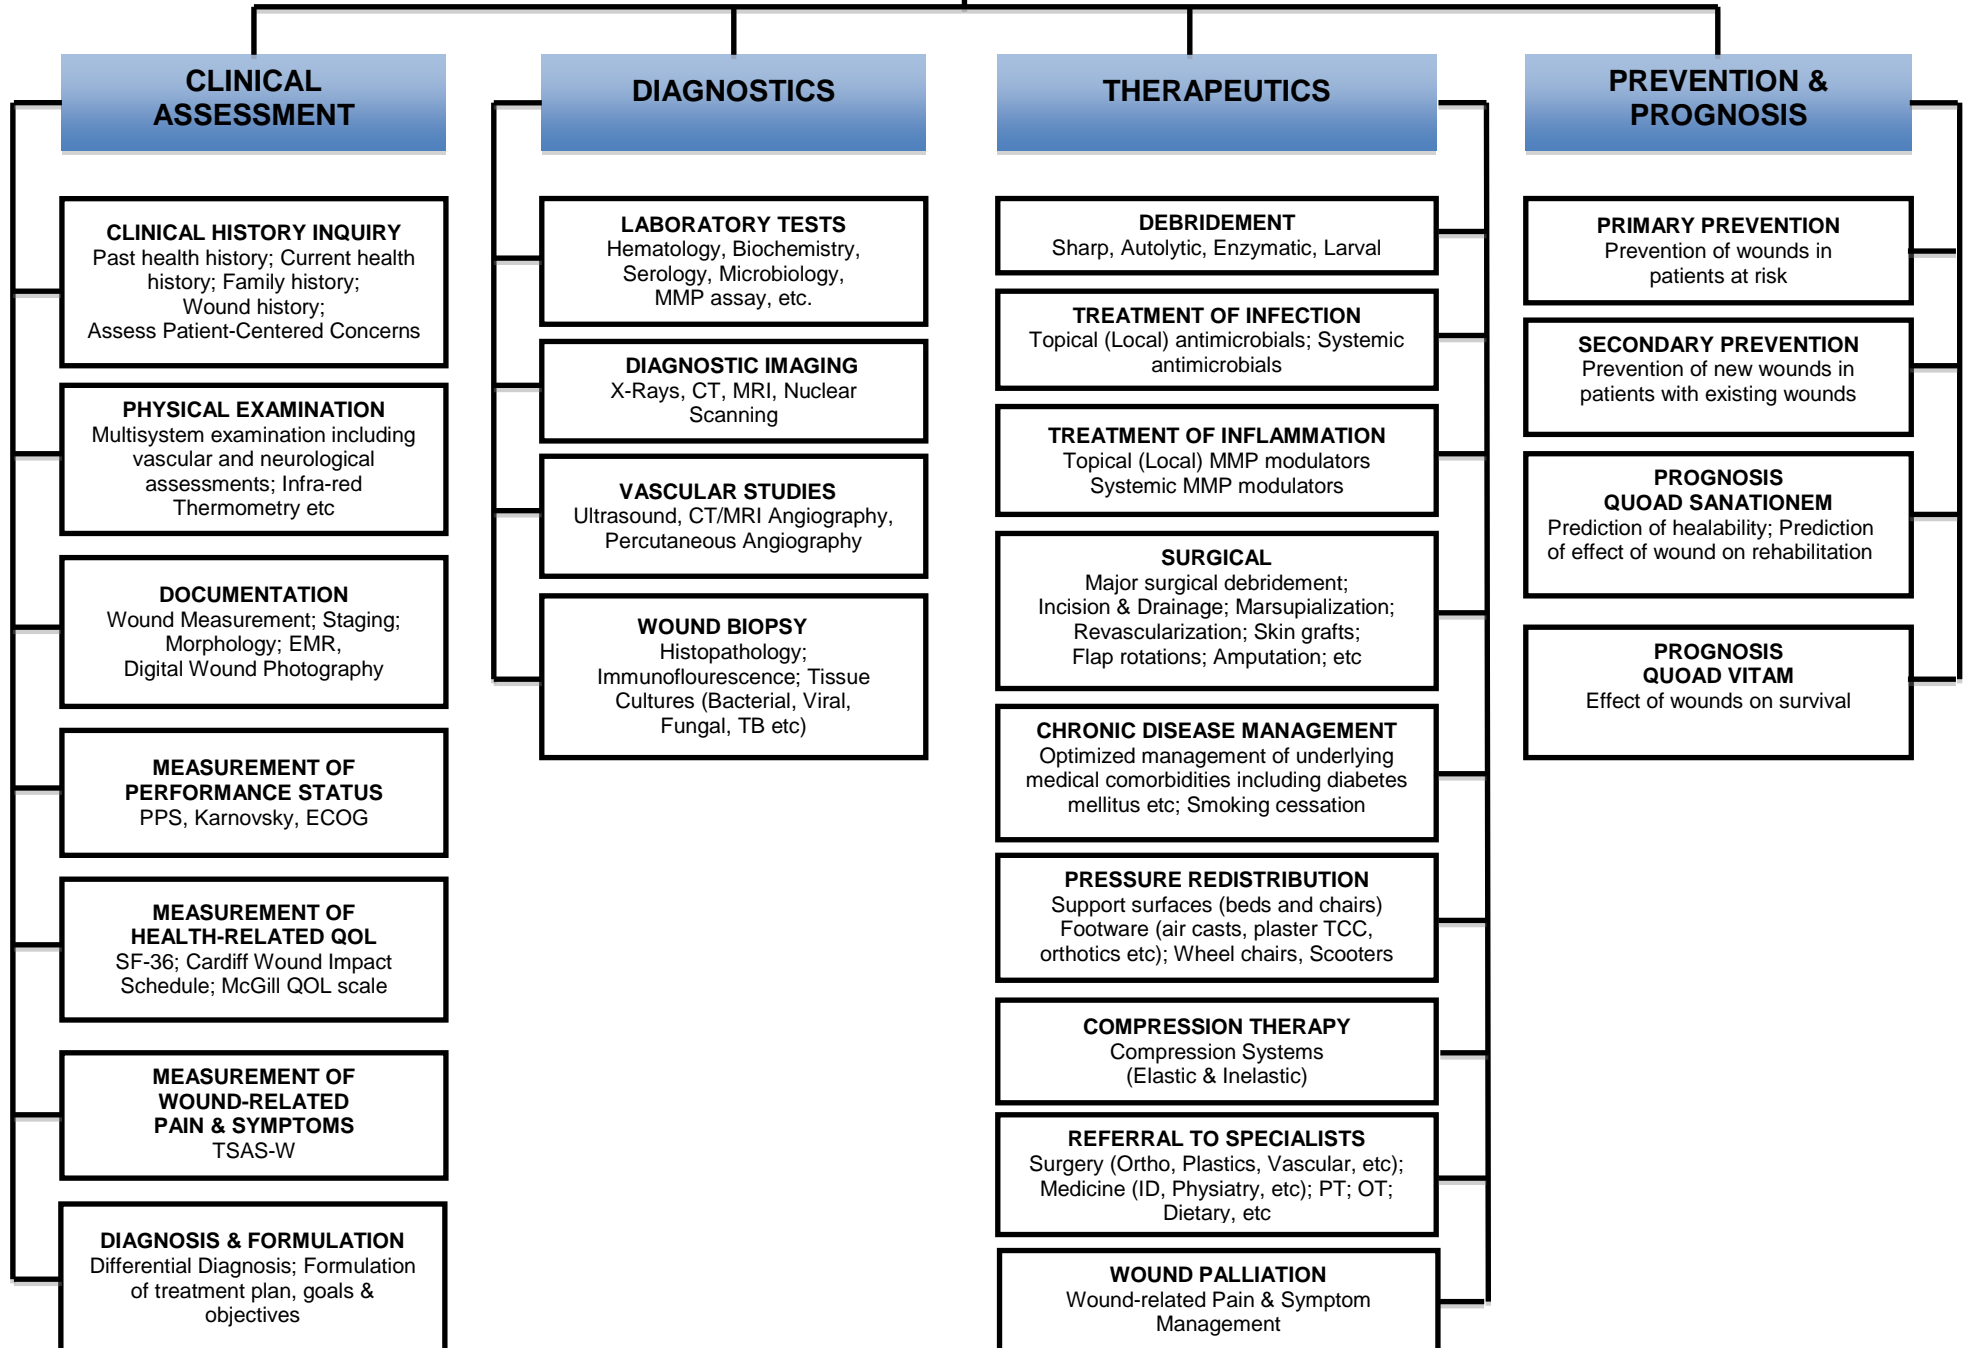 CLINICAL
ASSESSMENT
CLINICAL HISTORY INQUIRY
Past health history; Current health
history; Family history;
Wound history;
Assess Patient-Centered Concerns
PHYSICAL EXAMINATION
Multisystem examination including
vascular and neurological
assessments; Infra-red
Thermometry etc
DOCUMENTATION
Wound Measurement; Staging;
Morphology; EMR,
Digital Wound Photography
MEASUREMENT OF
PERFORMANCE STATUS
PPS, Karnovsky, ECOG
MEASUREMENT OF
HEALTH-RELATED QOL
SF-36; Cardiff Wound Impact
Schedule; McGill QOL scale
MEASUREMENT OF
WOUND-RELATED
PAIN & SYMPTOMS
TSAS-W
DIAGNOSIS & FORMULATION
Differential Diagnosis; Formulation
of treatment plan, goals &
objectives
DIAGNOSTICS
LABORATORY TESTS
Hematology, Biochemistry,
Serology, Microbiology,
MMP assay, etc.
DIAGNOSTIC IMAGING
X-Rays, CT, MRI, Nuclear
Scanning
VASCULAR STUDIES
Ultrasound, CT/MRI Angiography,
Percutaneous Angiography
WOUND BIOPSY
Histopathology;
Immunoflourescence; Tissue
Cultures (Bacterial, Viral,
Fungal, TB etc)
THERAPEUTICS
DEBRIDEMENT
Sharp, Autolytic, Enzymatic, Larval
TREATMENT OF INFECTION
Topical (Local) antimicrobials; Systemic
antimicrobials
TREATMENT OF INFLAMMATION
Topical (Local) MMP modulators
Systemic MMP modulators
SURGICAL
Major surgical debridement;
Incision & Drainage; Marsupialization;
Revascularization; Skin grafts;
Flap rotations; Amputation; etc
CHRONIC DISEASE MANAGEMENT
Optimized management of underlying
medical comorbidities including diabetes
mellitus etc; Smoking cessation
PRESSURE REDISTRIBUTION
Support surfaces (beds and chairs)
Footware (air casts, plaster TCC,
orthotics etc); Wheel chairs, Scooters
COMPRESSION THERAPY
Compression Systems
(Elastic & Inelastic)
REFERRAL TO SPECIALISTS
Surgery (Ortho, Plastics, Vascular, etc);
Medicine (ID, Physiatry, etc); PT; OT;
Dietary, etc
WOUND PALLIATION
Wound-related Pain & Symptom
Management
PREVENTION &
PROGNOSIS
PRIMARY PREVENTION
Prevention of wounds in
patients at risk
SECONDARY PREVENTION
Prevention of new wounds in
patients with existing wounds
PROGNOSIS
QUOAD SANATIONEM
Prediction of healability; Prediction
of effect of wound on rehabilitation
PROGNOSIS
QUOAD VITAM
Effect of wounds on survival